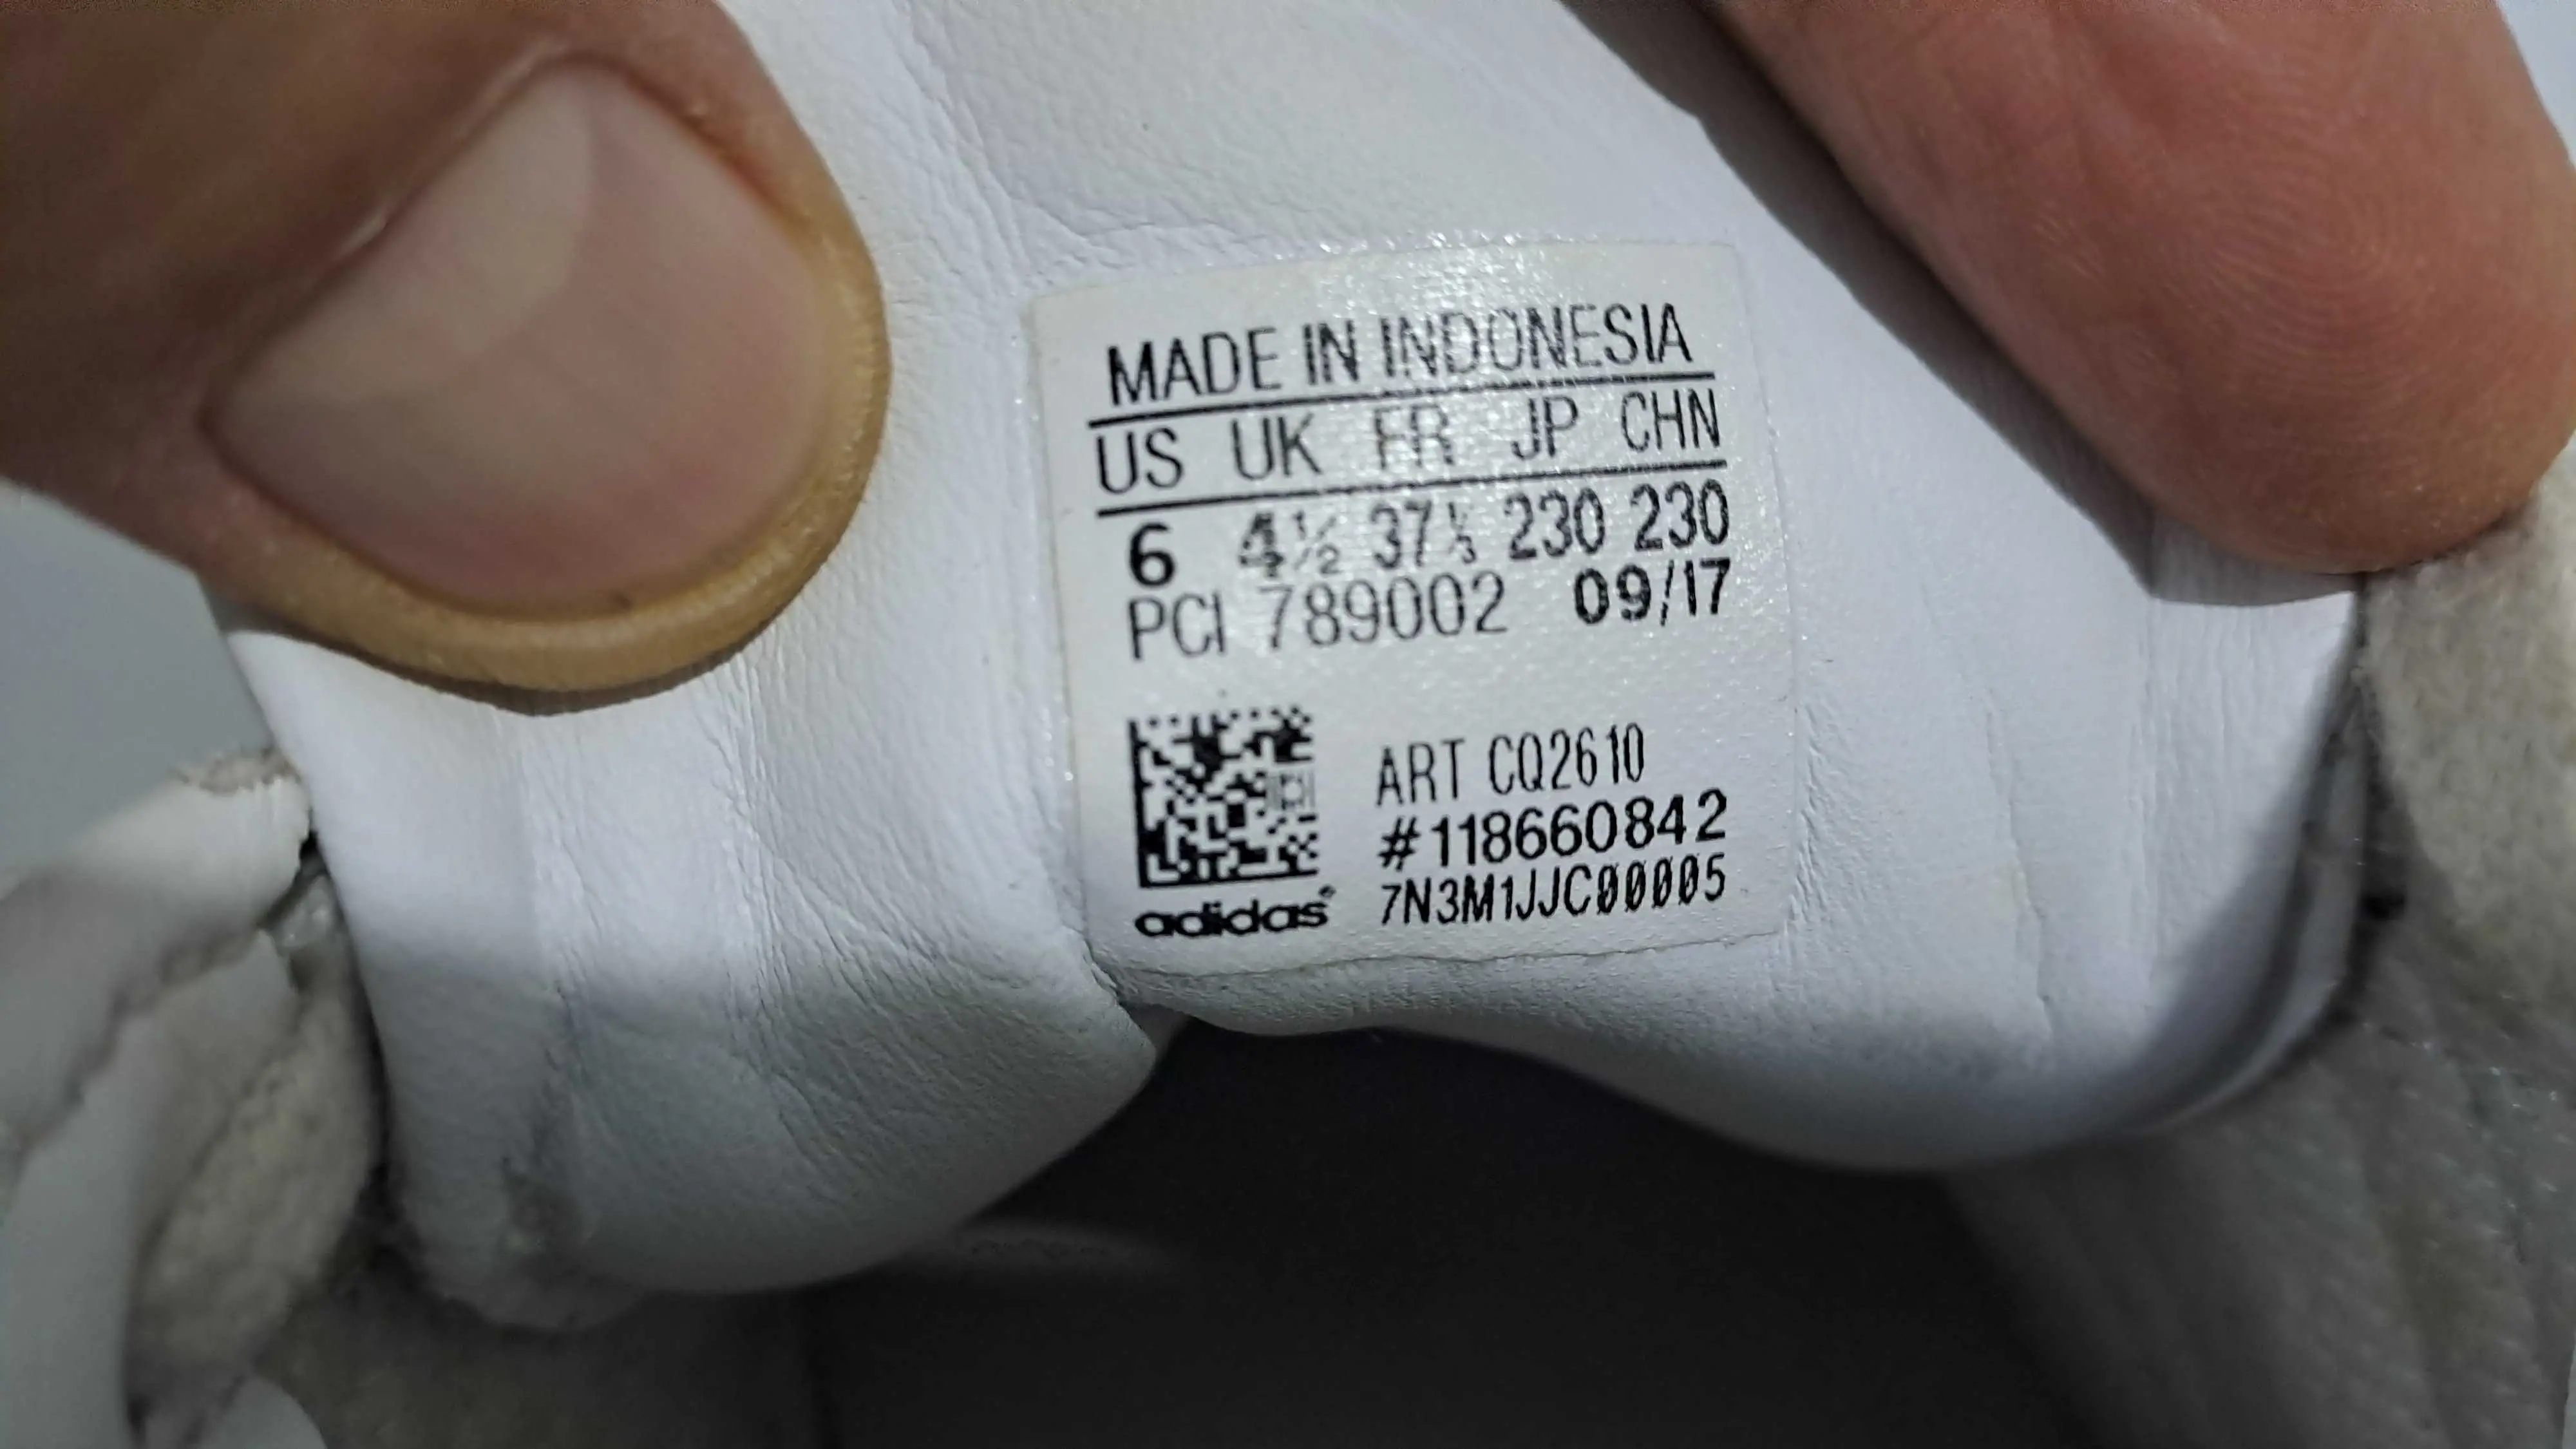 MADE IN INDONESIA
US UK FR JP CHN
6 4½ 37⅓ 230 230
PCI 789002 09/17
ART CQ2610
#118660842
7N3M1JJC00005
adidas